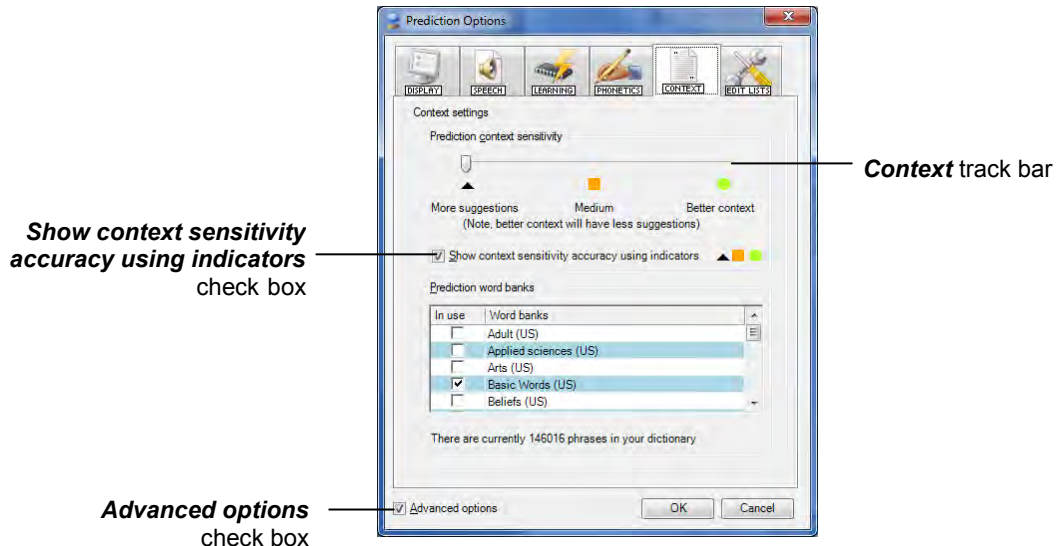 Prediction Options
DISPLAY SPEECH LEARNING PHONETICS CONTEXT EDIT LISTS
Context settings
Prediction context sensitivity
Context track bar
More suggestions Medium Better context
(Note, better context will have less suggestions)
Show context sensitivity
accuracy using indicators
check box
Show context sensitivity accuracy using indicators
Prediction word banks
In use Word banks
Adult (US)
Applied sciences (US)
Arts (US)
Basic Words (US)
Beliefs (US)
There are currently 146016 phrases in your dictionary
Advanced options
check box
Advanced options OK Cancel